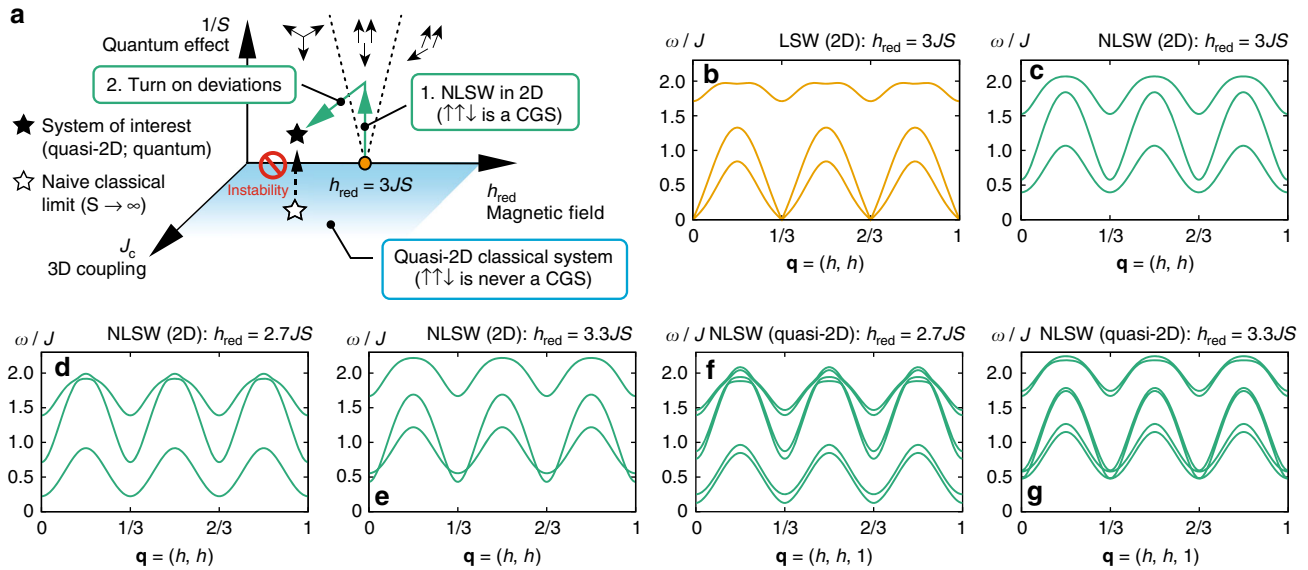 a
1/S
Quantum effect
2. Turn on deviations
1. NLSW in 2D
(↑↑↓ is a CGS)
System of interest
(quasi-2D; quantum)
Naive classical
limit (S → ∞)
Instability
h_red = 3JS
h_red
Magnetic field
J_c
3D coupling
Quasi-2D classical system
(↑↑↓ is never a CGS)
ω / J
LSW (2D): h_red = 3JS
b
2.0
1.5
1.0
0.5
0
0
1/3
2/3
1
q = (h, h)
ω / J
NLSW (2D): h_red = 3JS
c
2.0
1.5
1.0
0.5
0
0
1/3
2/3
1
q = (h, h)
ω / J
NLSW (2D): h_red = 2.7JS
d
2.0
1.5
1.0
0.5
0
0
1/3
2/3
1
q = (h, h)
ω / J
NLSW (2D): h_red = 3.3JS
e
2.0
1.5
1.0
0.5
0
0
1/3
2/3
1
q = (h, h)
ω / J
NLSW (quasi-2D): h_red = 2.7JS
f
2.0
1.5
1.0
0.5
0
0
1/3
2/3
1
q = (h, h, 1)
ω / J
NLSW (quasi-2D): h_red = 3.3JS
g
2.0
1.5
1.0
0.5
0
0
1/3
2/3
1
q = (h, h, 1)